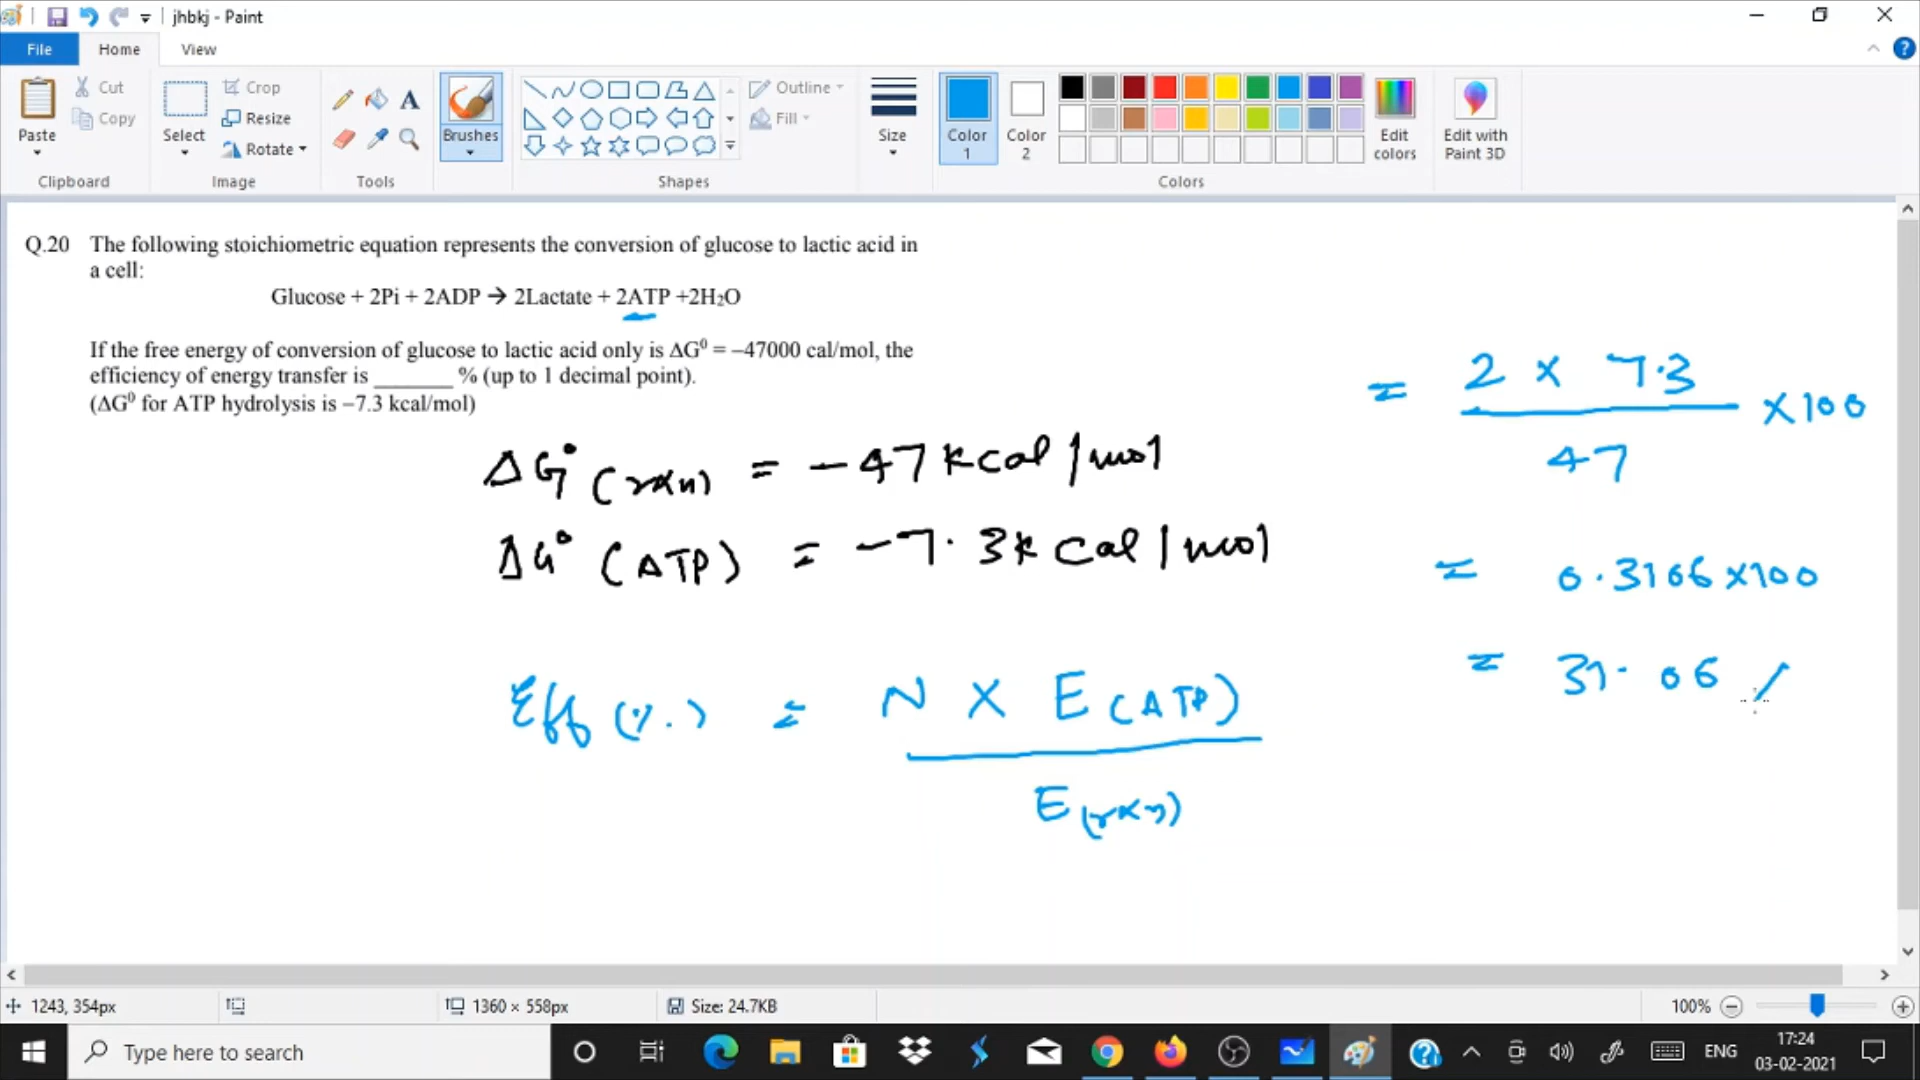 jhbkj - Paint
File Home View
Paste Cut Copy Clipboard
Select Crop Resize Rotate Image
Tools
Brushes
Shapes Outline Fill
Size
Color 1 Color 2 Edit colors Colors
Edit with Paint 3D
Q.20 The following stoichiometric equation represents the conversion of glucose to lactic acid in
a cell:
Glucose + 2Pi + 2ADP → 2Lactate + 2ATP +2H₂O
If the free energy of conversion of glucose to lactic acid only is ΔG⁰ = –47000 cal/mol, the
efficiency of energy transfer is _______ % (up to 1 decimal point).
(ΔG⁰ for ATP hydrolysis is –7.3 kcal/mol)
ΔG° (rxn) = -47 kcal/mol
ΔG° (ATP) = -7.3 kcal/mol
Eff (%) = N X E(ATP)
E(rxn)
= 2 x 7.3
x100
47
= 0.3106 x100
= 31.06 /
1243, 354px 1360 × 558px Size: 24.7KB 100%
Type here to search
ENG 17:24
03-02-2021